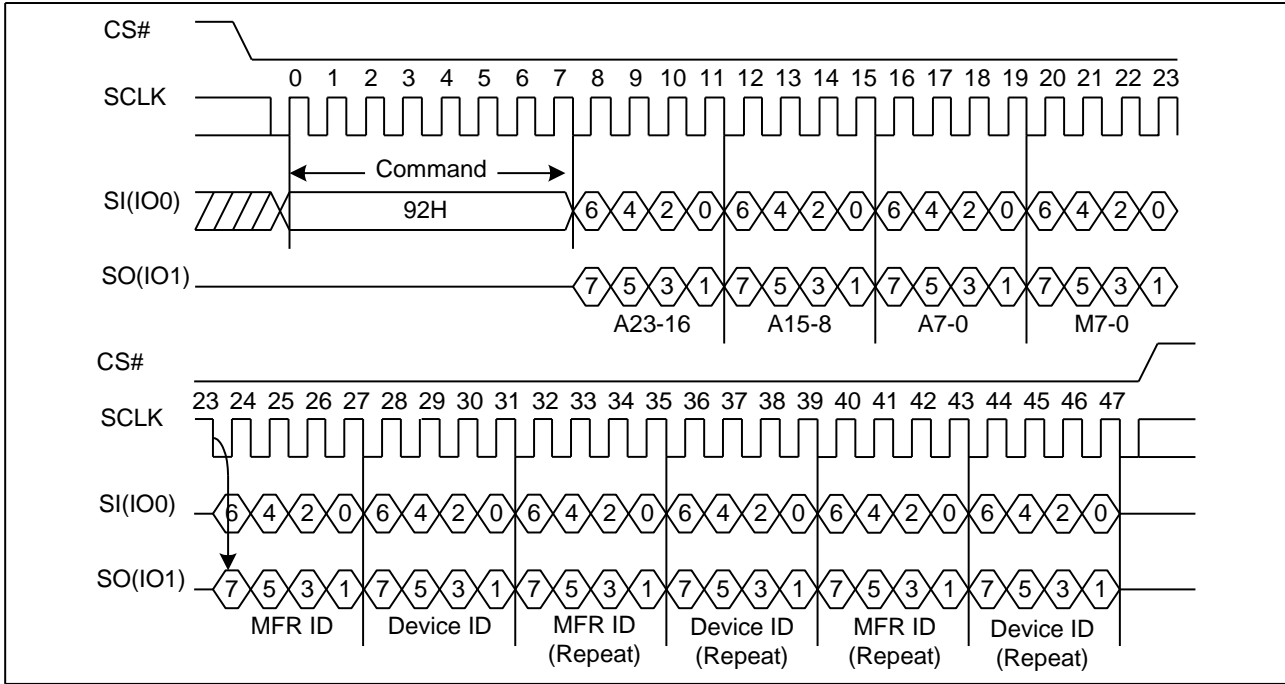 CS#
0 1 2 3 4 5 6 7 8 9 10 11 12 13 14 15 16 17 18 19 20 21 22 23
SCLK
Command
SI(IO0) 92H 6 4 2 0 6 4 2 0 6 4 2 0 6 4 2 0
SO(IO1) 7 5 3 1 7 5 3 1 7 5 3 1 7 5 3 1
A23-16 A15-8 A7-0 M7-0
CS#
23 24 25 26 27 28 29 30 31 32 33 34 35 36 37 38 39 40 41 42 43 44 45 46 47
SCLK
SI(IO0) 6 4 2 0 6 4 2 0 6 4 2 0 6 4 2 0 6 4 2 0 6 4 2 0
SO(IO1) 7 5 3 1 7 5 3 1 7 5 3 1 7 5 3 1 7 5 3 1 7 5 3 1
MFR ID Device ID MFR ID Device ID MFR ID Device ID
(Repeat) (Repeat) (Repeat) (Repeat)